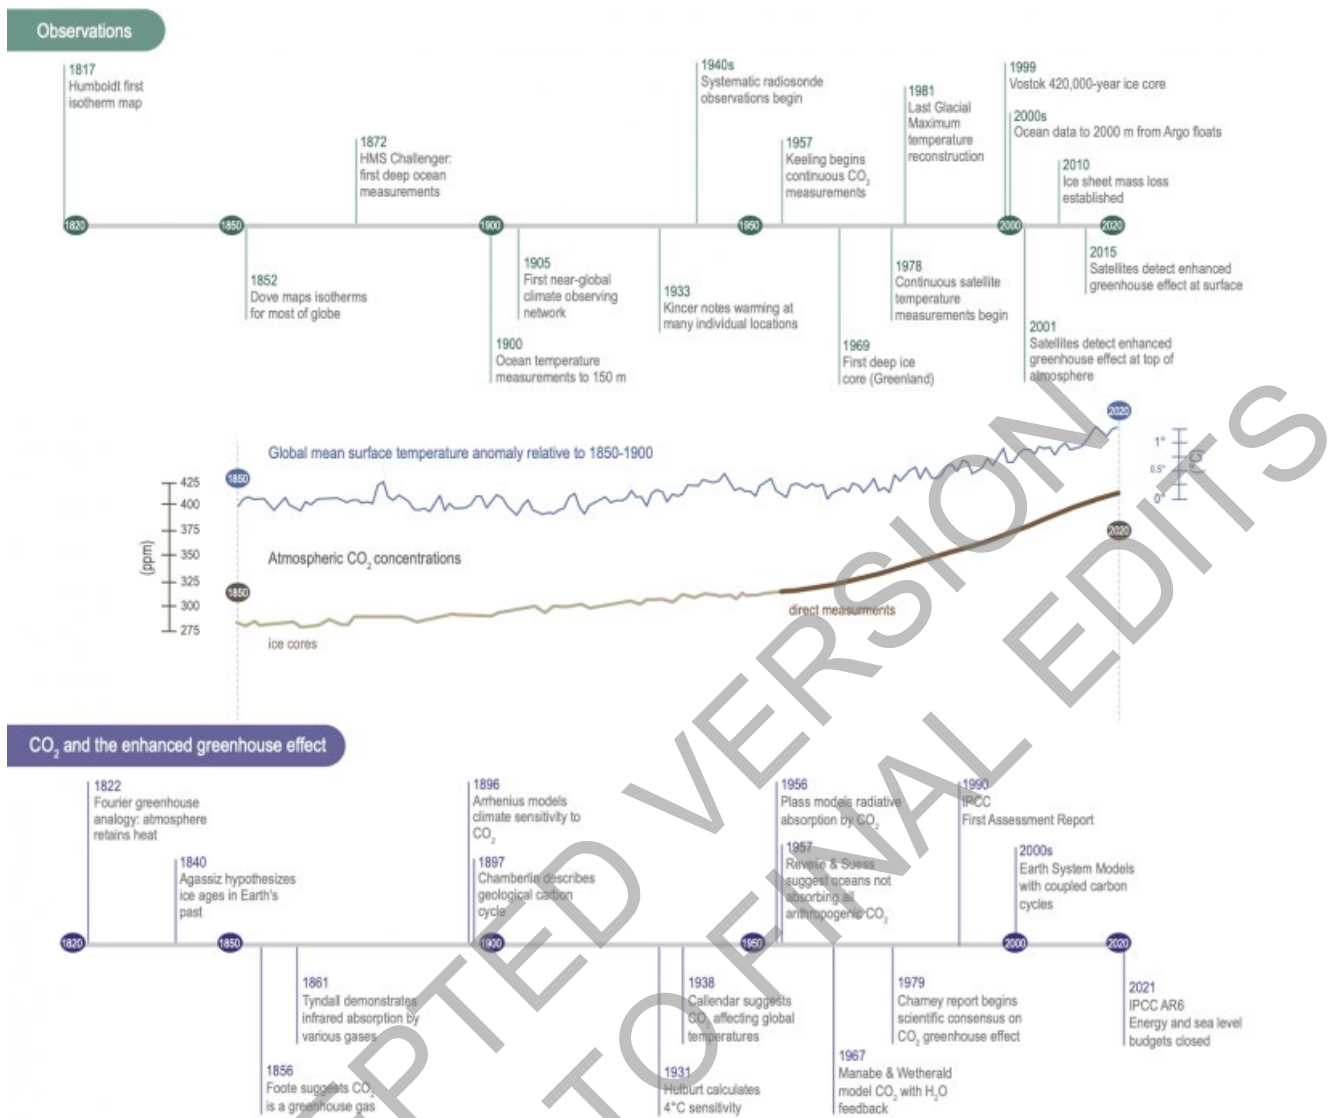 Observations
1817
Humboldt first
isotherm map
1872
HMS Challenger:
first deep ocean
measurements
1940s
Systematic radiosonde
observations begin
1957
Keeling begins
continuous CO2
measurements
1981
Last Glacial
Maximum
temperature
reconstruction
1999
Vostok 420,000-year ice core
2000s
Ocean data to 2000 m from Argo floats
2010
Ice sheet mass loss
established
1820
1850
1900
1950
2000
2020
1852
Dove maps isotherms
for most of globe
1905
First near-global
climate observing
network
1900
Ocean temperature
measurements to 150 m
1933
Kincer notes warming at
many individual locations
1969
First deep ice
core (Greenland)
1978
Continuous satellite
temperature
measurements begin
2015
Satellites detect enhanced
greenhouse effect at surface
2001
Satellites detect enhanced
greenhouse effect at top of
atmosphere
Global mean surface temperature anomaly relative to 1850-1900
1850
2020
1°
0.5°
0°
(°C)
425
400
375
350
325
300
275
(ppm)
Atmospheric CO2 concentrations
1850
2020
ice cores
direct measurments
CO2 and the enhanced greenhouse effect
1822
Fourier greenhouse
analogy: atmosphere
retains heat
1840
Agassiz hypothesizes
ice ages in Earth's
past
1896
Arrhenius models
climate sensitivity to
CO2
1897
Chamberlin describes
geological carbon
cycle
1956
Plass models radiative
absorption by CO2
1957
Revelle & Suess
suggest oceans not
absorbing all
anthropogenic CO2
1990
IPCC
First Assessment Report
2000s
Earth System Models
with coupled carbon
cycles
1820
1850
1900
1950
2000
2020
1861
Tyndall demonstrates
infrared absorption by
various gases
1856
Foote suggests CO2
is a greenhouse gas
1938
Callendar suggests
CO2 affecting global
temperatures
1931
Hulburt calculates
4°C sensitivity
1979
Charney report begins
scientific consensus on
CO2 greenhouse effect
1967
Manabe & Wetherald
model CO2 with H2O
feedback
2021
IPCC AR6
Energy and sea level
budgets closed
EPTED VERSION
TO FINAL EDITS